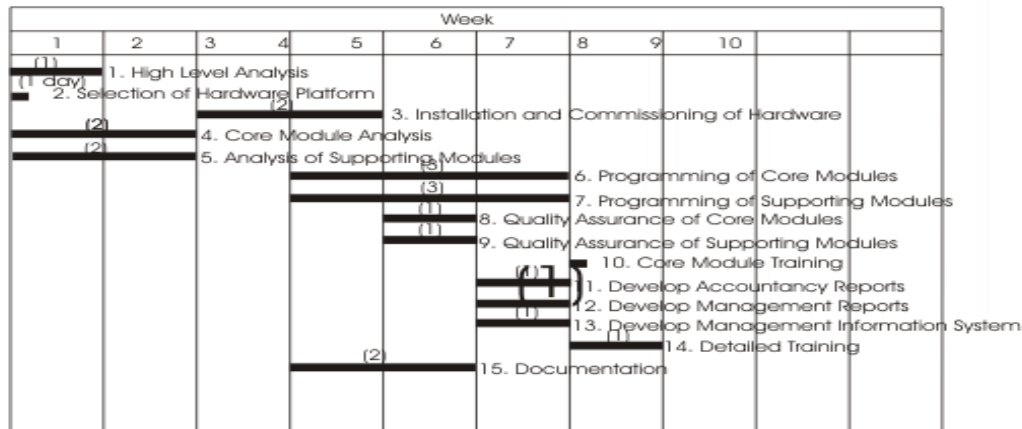 Week
1 2 3 4 5 6 7 8 9 10
(1)
1. High Level Analysis
(1 day)
2. Selection of Hardware Platform
(2)
3. Installation and Commissioning of Hardware
(2)
4. Core Module Analysis
(2)
5. Analysis of Supporting Modules
(3)
6. Programming of Core Modules
(3)
7. Programming of Supporting Modules
(1)
8. Quality Assurance of Core Modules
(1)
9. Quality Assurance of Supporting Modules
10. Core Module Training
(1)
11. Develop Accountancy Reports
(1)
12. Develop Management Reports
(1)
13. Develop Management Information System
(1)
14. Detailed Training
(2)
15. Documentation